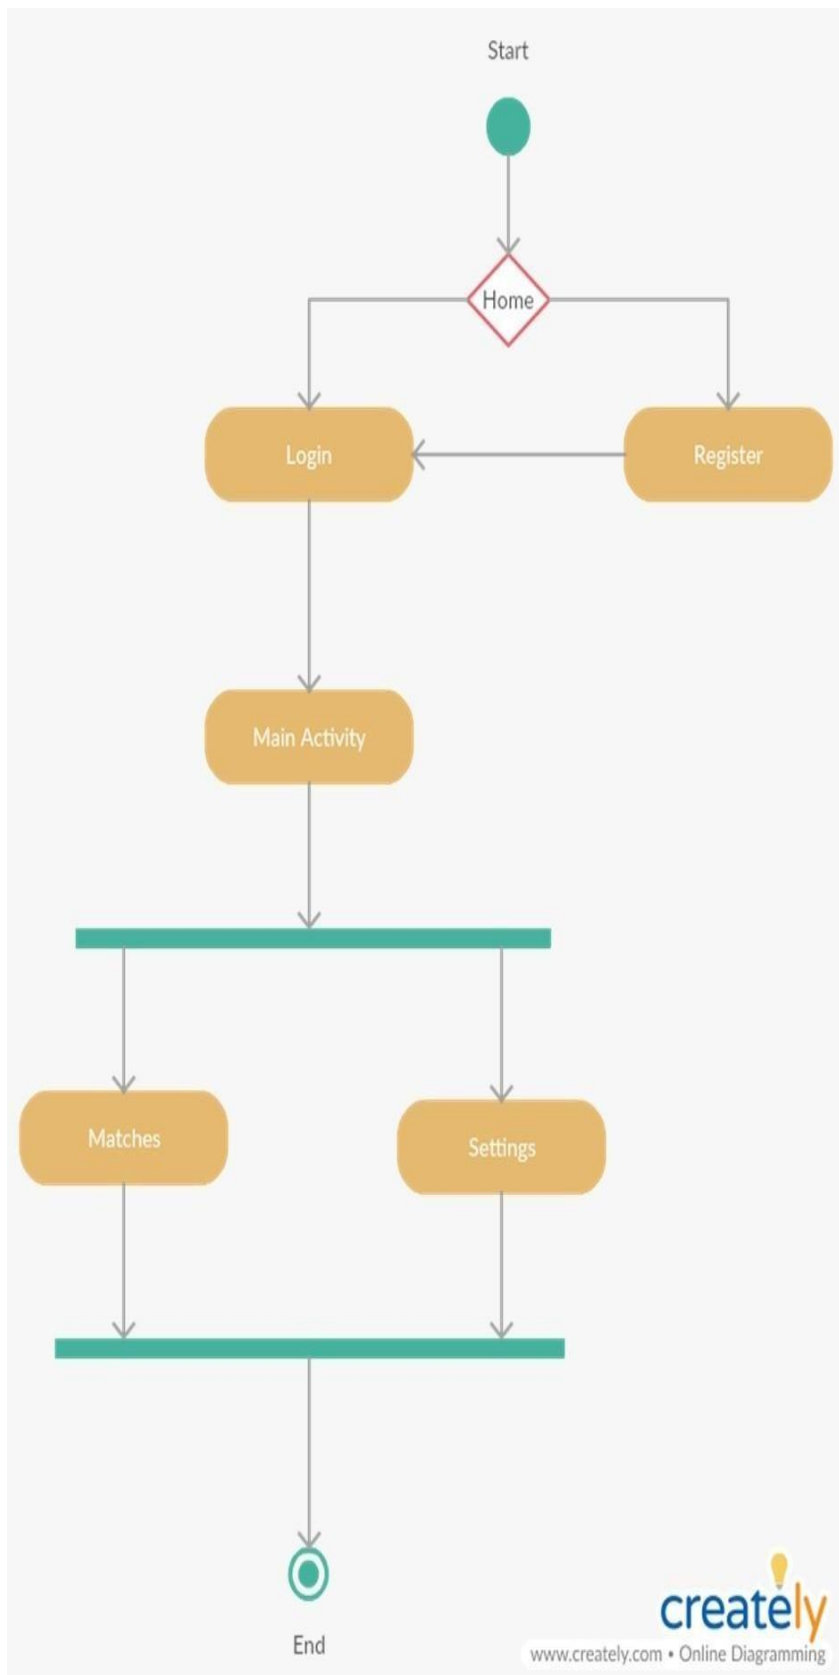 Start
Home
Login
Register
Main Activity
Matches
Settings
End
creately
www.creately.com • Online Diagramming